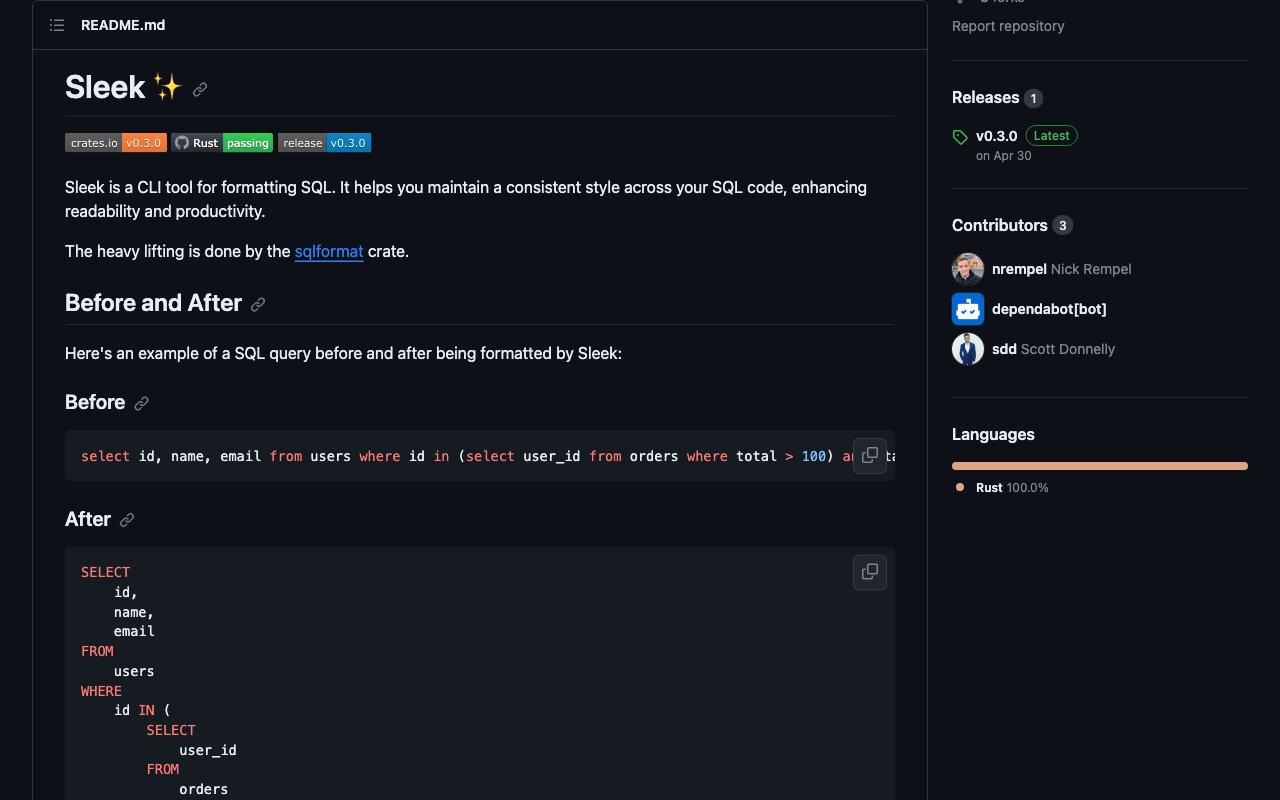 README.md
Sleek ✨
crates.io v0.3.0 Rust passing release v0.3.0
Sleek is a CLI tool for formatting SQL. It helps you maintain a consistent style across your SQL code, enhancing
readability and productivity.
The heavy lifting is done by the sqlformat crate.
Before and After
Here's an example of a SQL query before and after being formatted by Sleek:
Before
select id, name, email from users where id in (select user_id from orders where total > 100)
After
SELECT
    id,
    name,
    email
FROM
    users
WHERE
    id IN (
        SELECT
            user_id
        FROM
            orders
Report repository
Releases 1
v0.3.0 Latest
on Apr 30
Contributors 3
nrempel Nick Rempel
dependabot[bot]
sdd Scott Donnelly
Languages
Rust 100.0%